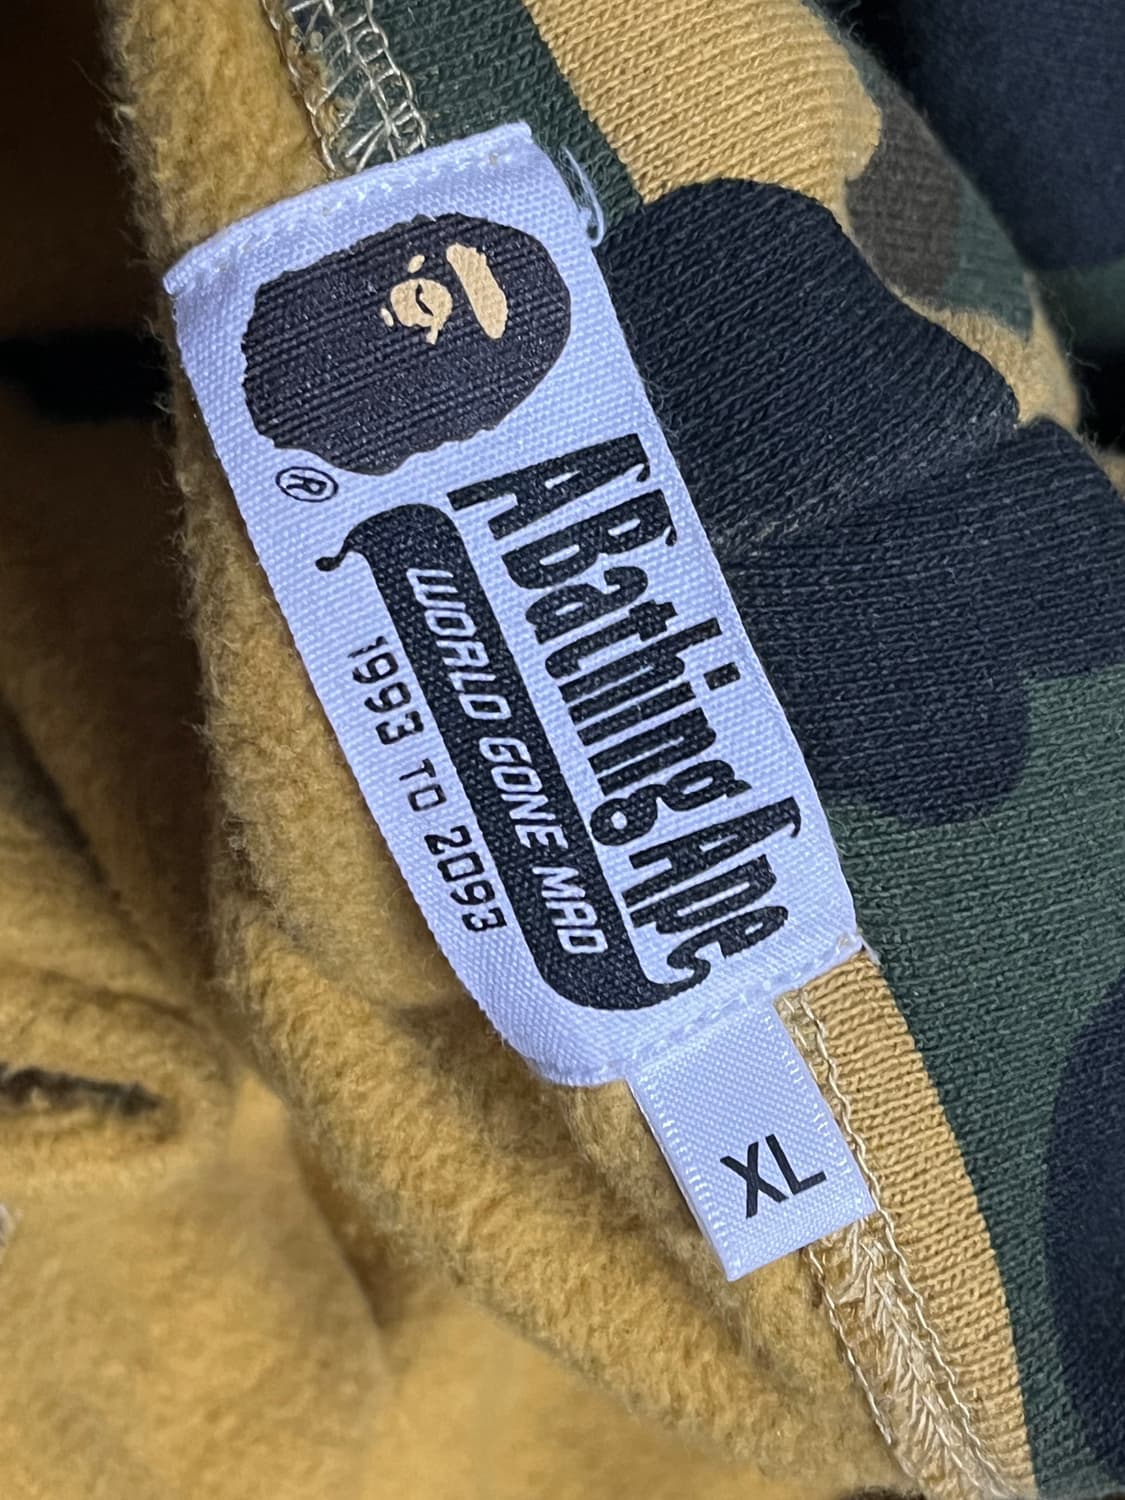 ®
A Bathing Ape
WORLD GONE MAD
1993 TO 2093
XL